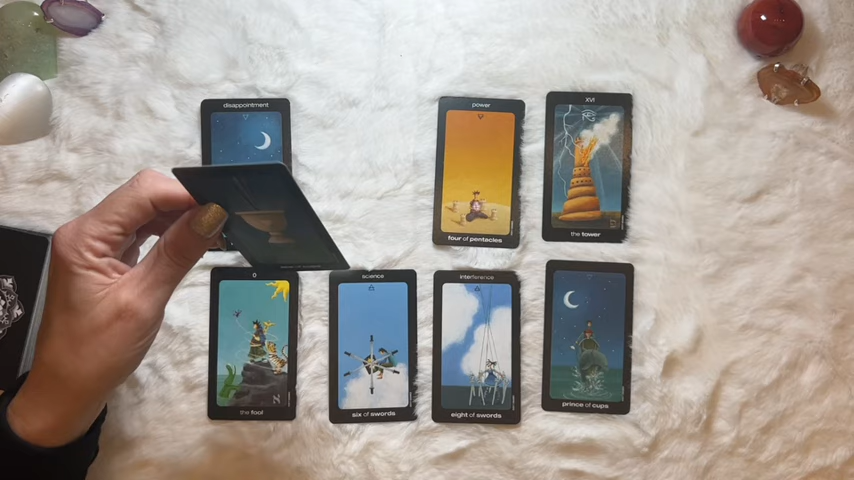 disappointment
power
four of pentacles
XVI
the tower
0
the fool
science
six of swords
interference
eight of swords
prince of cups